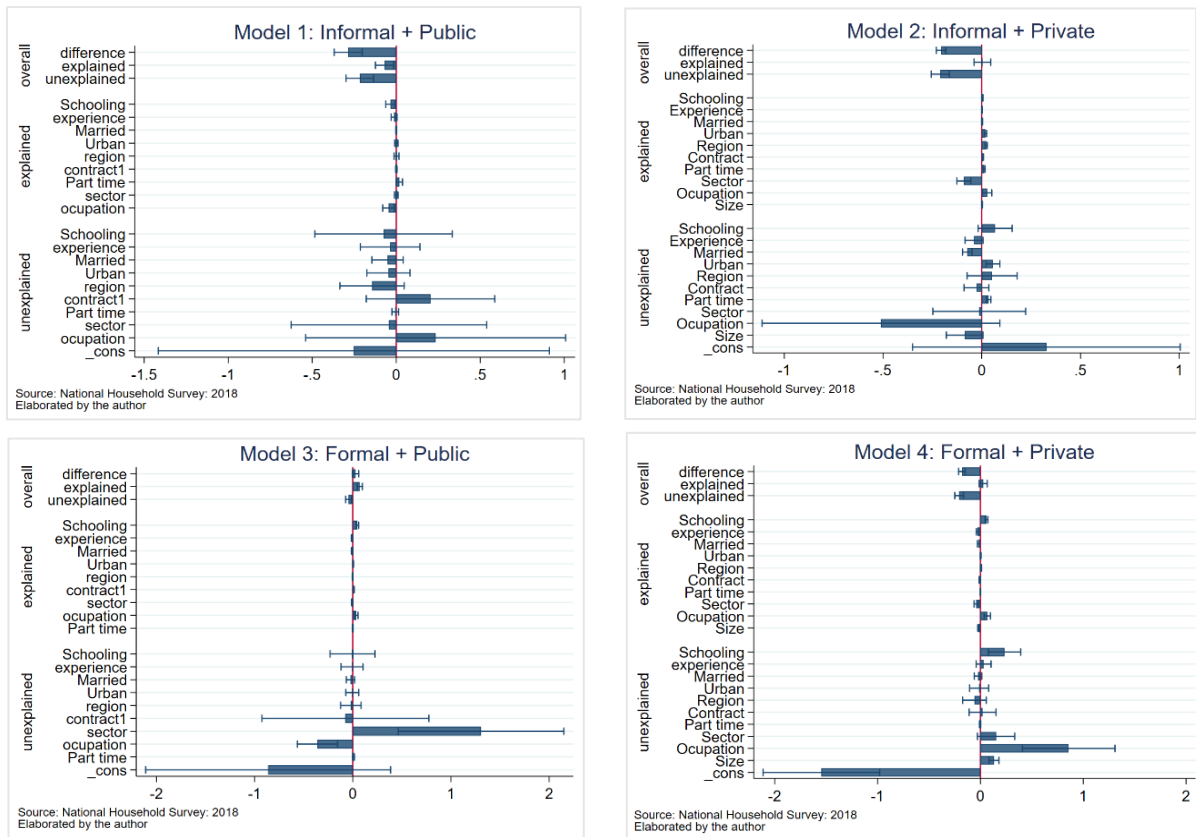 Model 1: Informal + Public
overall
difference
explained
unexplained
explained
Schooling
experience
Married
Urban
region
contract1
Part time
sector
ocupation
unexplained
Schooling
experience
Married
Urban
region
contract1
Part time
sector
ocupation
_cons
-1.5 -1 -.5 0 .5 1
Source: National Household Survey: 2018
Elaborated by the author
Model 2: Informal + Private
overall
difference
explained
unexplained
explained
Schooling
Experience
Married
Urban
Region
Contract
Part time
Sector
Ocupation
Size
unexplained
Schooling
Experience
Married
Urban
Region
Contract
Part time
Sector
Ocupation
Size
_cons
-1 -.5 0 .5 1
Source: National Household Survey: 2018
Elaborated by the author
Model 3: Formal + Public
overall
difference
explained
unexplained
explained
Schooling
experience
Married
Urban
region
contract1
sector
ocupation
Part time
unexplained
Schooling
experience
Married
Urban
region
contract1
sector
ocupation
Part time
_cons
-2 -1 0 1 2
Source: National Household Survey: 2018
Elaborated by the author
Model 4: Formal + Private
overall
difference
explained
unexplained
explained
Schooling
experience
Married
Urban
Region
Contract
Part time
Sector
Ocupation
Size
unexplained
Schooling
experience
Married
Urban
Region
Contract
Part time
Sector
Ocupation
Size
_cons
-2 -1 0 1 2
Source: National Household Survey: 2018
Elaborated by the author